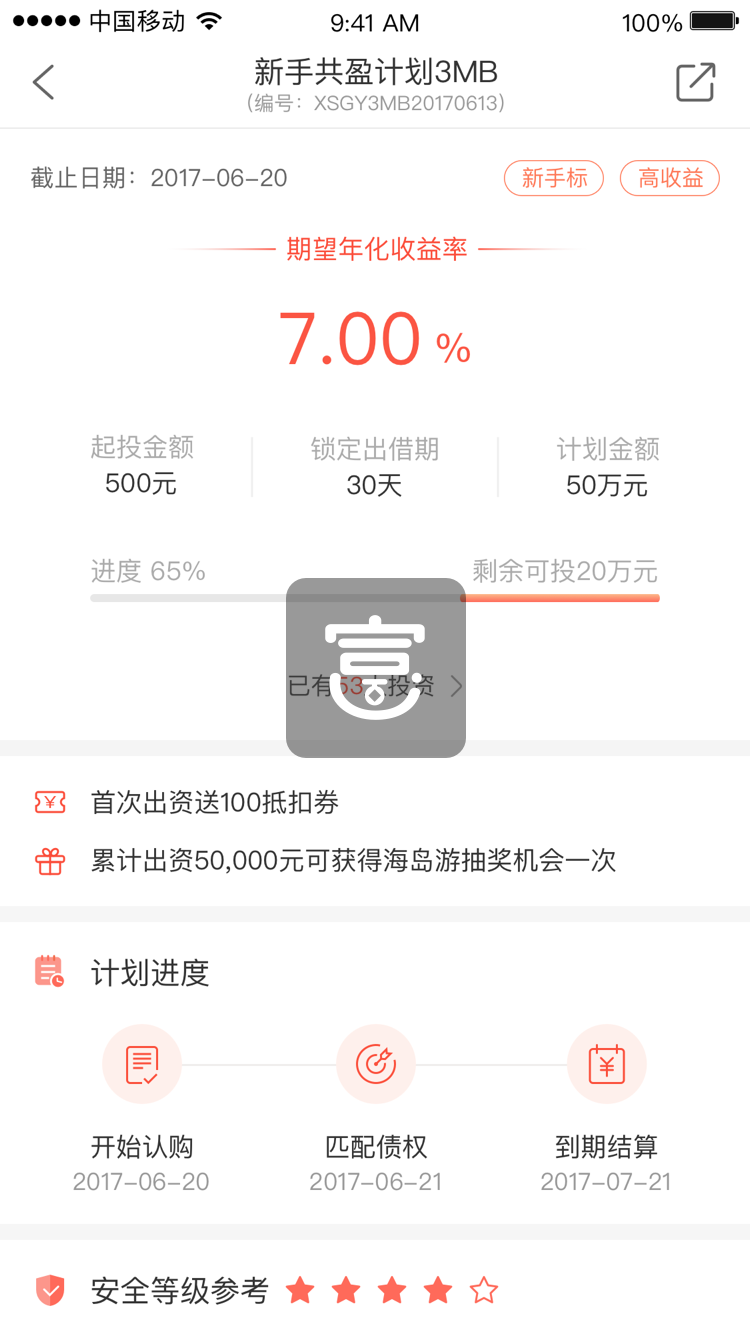 中国移动 9:41 AM 100%
新手共盈计划3MB
(编号：XSGY3MB20170613)
截止日期：2017-06-20 新手标 高收益
期望年化收益率
7.00 %
起投金额 锁定出借期 计划金额
500元 30天 50万元
进度 65% 剩余可投20万元
已有53人投资
首次出资送100抵扣券
累计出资50,000元可获得海岛游抽奖机会一次
计划进度
开始认购 匹配债权 到期结算
2017-06-20 2017-06-21 2017-07-21
安全等级参考